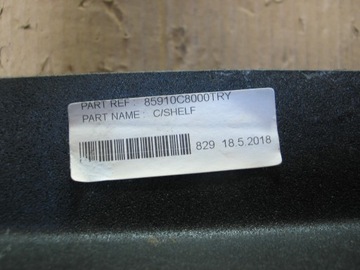 PART REF : 85910C8000TRY
PART NAME : C/SHELF
829 18.5.2018